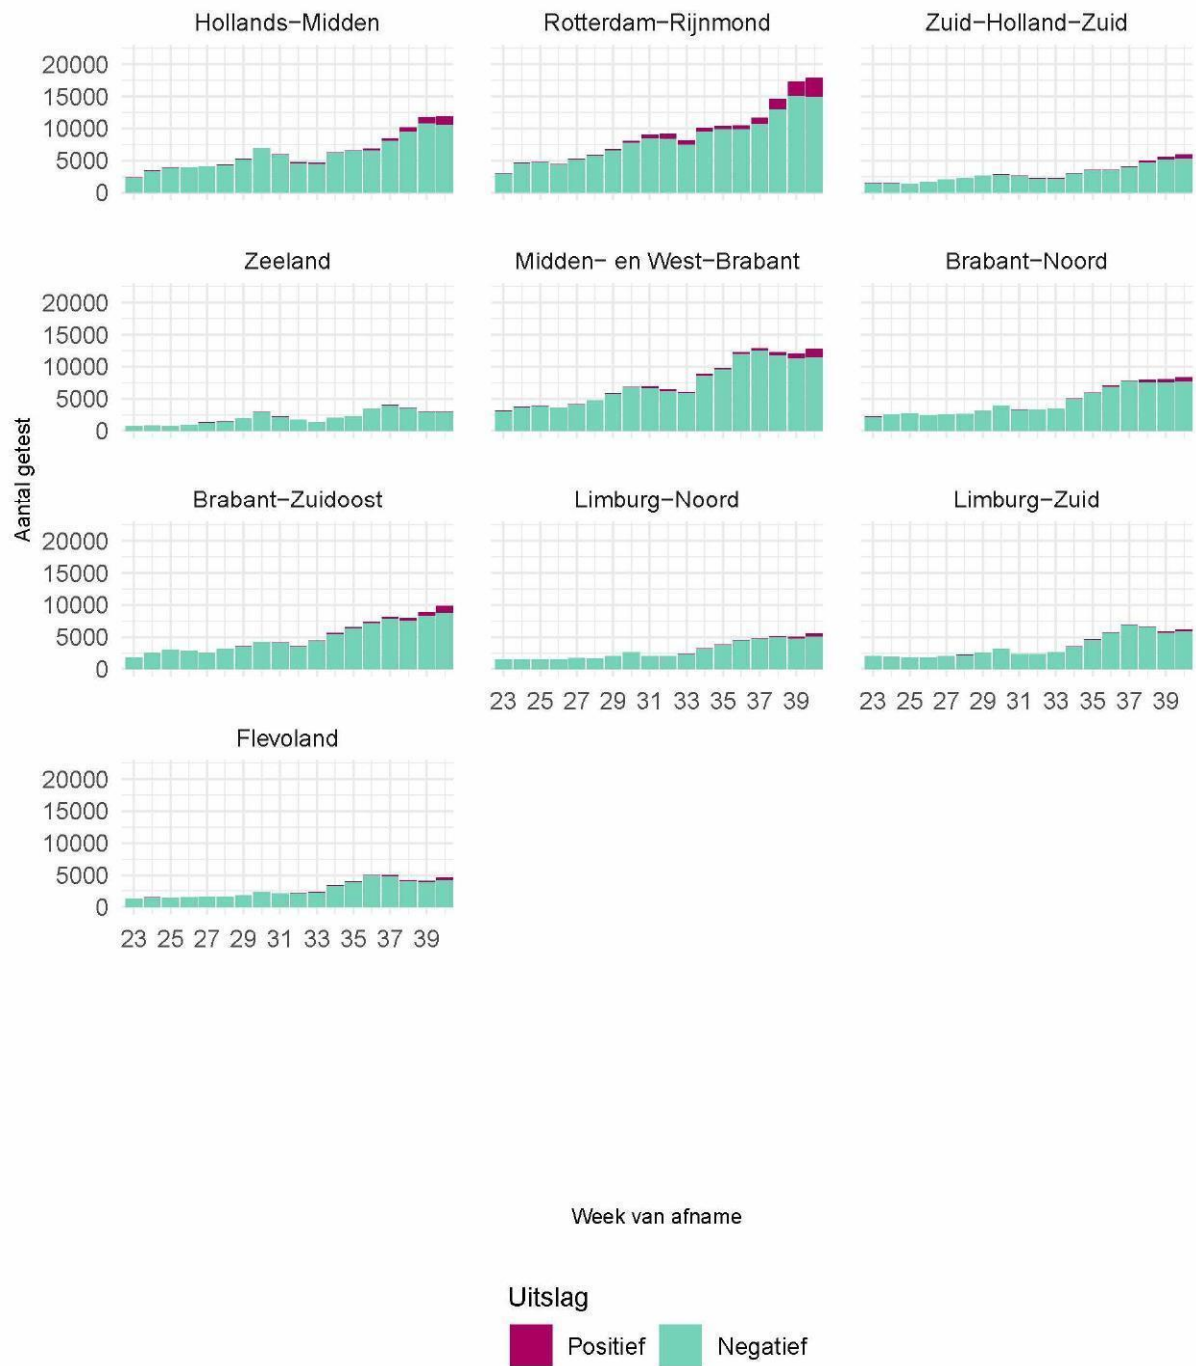 Hollands-Midden Rotterdam-Rijnmond Zuid-Holland-Zuid
20000
15000
10000
5000
0
Zeeland Midden- en West-Brabant Brabant-Noord
20000
15000
10000
5000
0
Aantal getest
Brabant-Zuidoost Limburg-Noord Limburg-Zuid
20000
15000
10000
5000
0
23 25 27 29 31 33 35 37 39 23 25 27 29 31 33 35 37 39
Flevoland
20000
15000
10000
5000
0
23 25 27 29 31 33 35 37 39
Week van afname
Uitslag
Positief Negatief